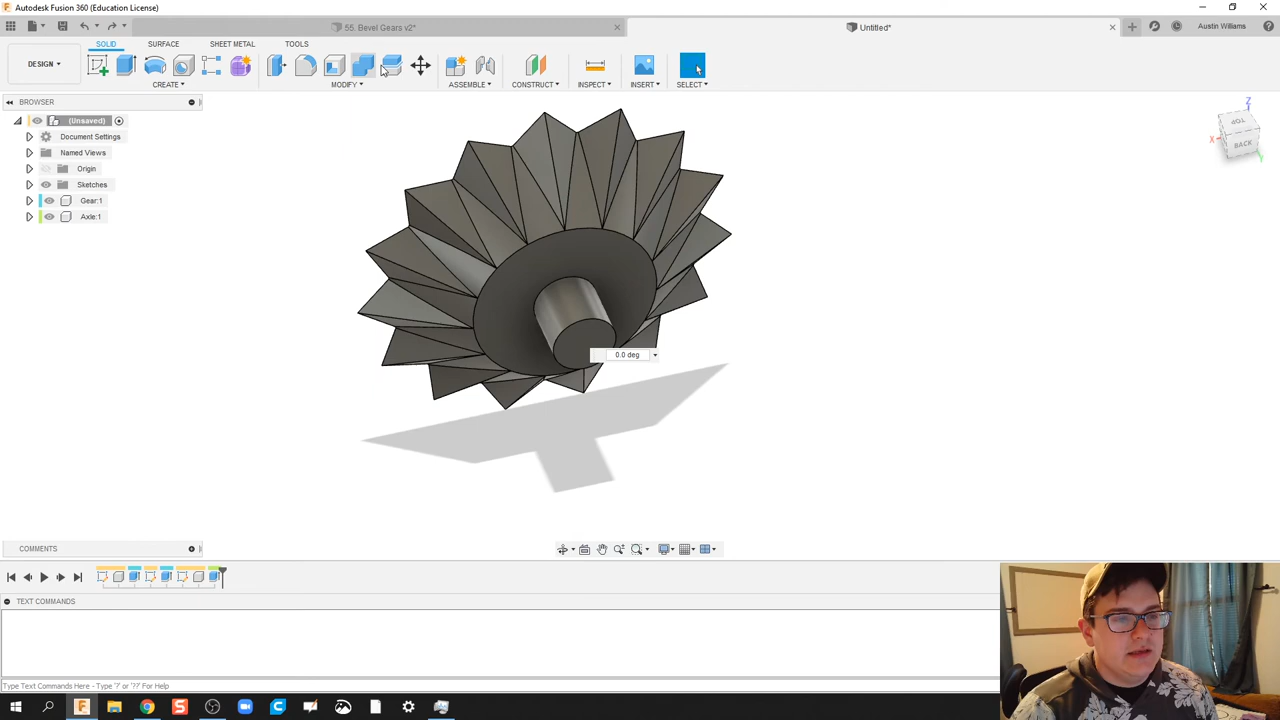 Autodesk Fusion 360 (Education License)
55. Bevel Gears v2*
Untitled*
Austin Williams
SOLID SURFACE SHEET METAL TOOLS
DESIGN
CREATE MODIFY ASSEMBLE CONSTRUCT INSPECT INSERT SELECT
BROWSER
(Unsaved)
Document Settings
Named Views
Origin
Sketches
Gear:1
Axle:1
Z
TOP
X
BACK
Y
0.0 deg
COMMENTS
TEXT COMMANDS
Type Text Commands Here - Type '?' or '??' For Help